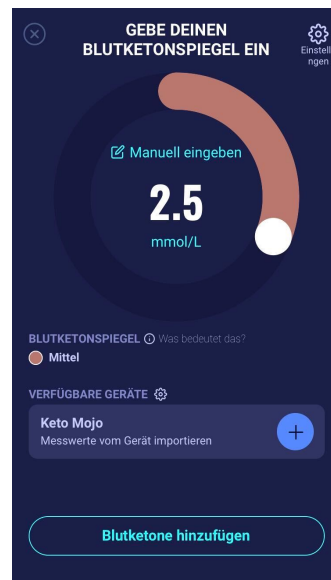 GEBE DEINEN
BLUTKETONSPIEGEL EIN
Einstell
ngen
Manuell eingeben
2.5
mmol/L
BLUTKETONSPIEGEL Was bedeutet das?
Mittel
VERFÜGBARE GERÄTE
Keto Mojo
Messwerte vom Gerät importieren
Blutketone hinzufügen